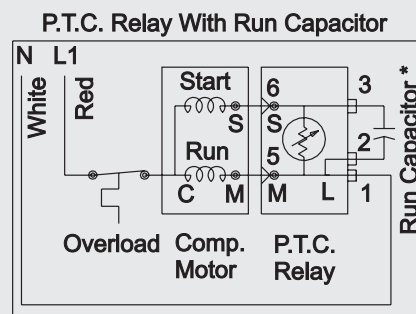 P.T.C. Relay With Run Capacitor
N L1
White
Red
Start
S
Run
C M
6
S
5
M
L
3
2
1
Run Capacitor *
Overload
Comp.
Motor
P.T.C.
Relay